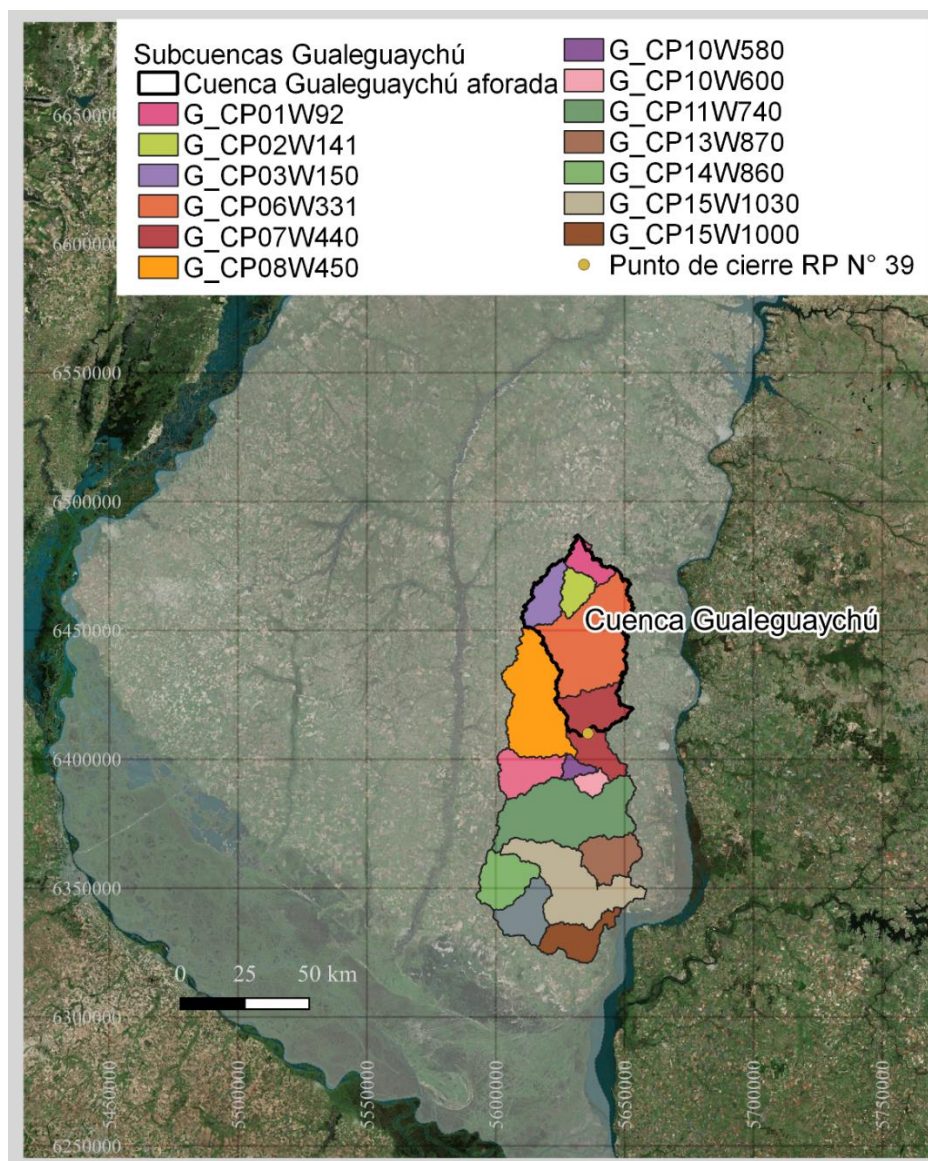 Subcuencas Gualeguaychú
Cuenca Gualeguaychú aforada
G_CP01W92
G_CP02W141
G_CP03W150
G_CP06W331
G_CP07W440
G_CP08W450
G_CP10W580
G_CP10W600
G_CP11W740
G_CP13W870
G_CP14W860
G_CP15W1030
G_CP15W1000
Punto de cierre RP N° 39
6650000
6600000
6550000
6500000
6450000
Cuenca Gualeguaychú
6400000
6350000
0 25 50 km
6300000
6250000
5450000
5500000
5550000
5600000
5650000
5700000
5750000